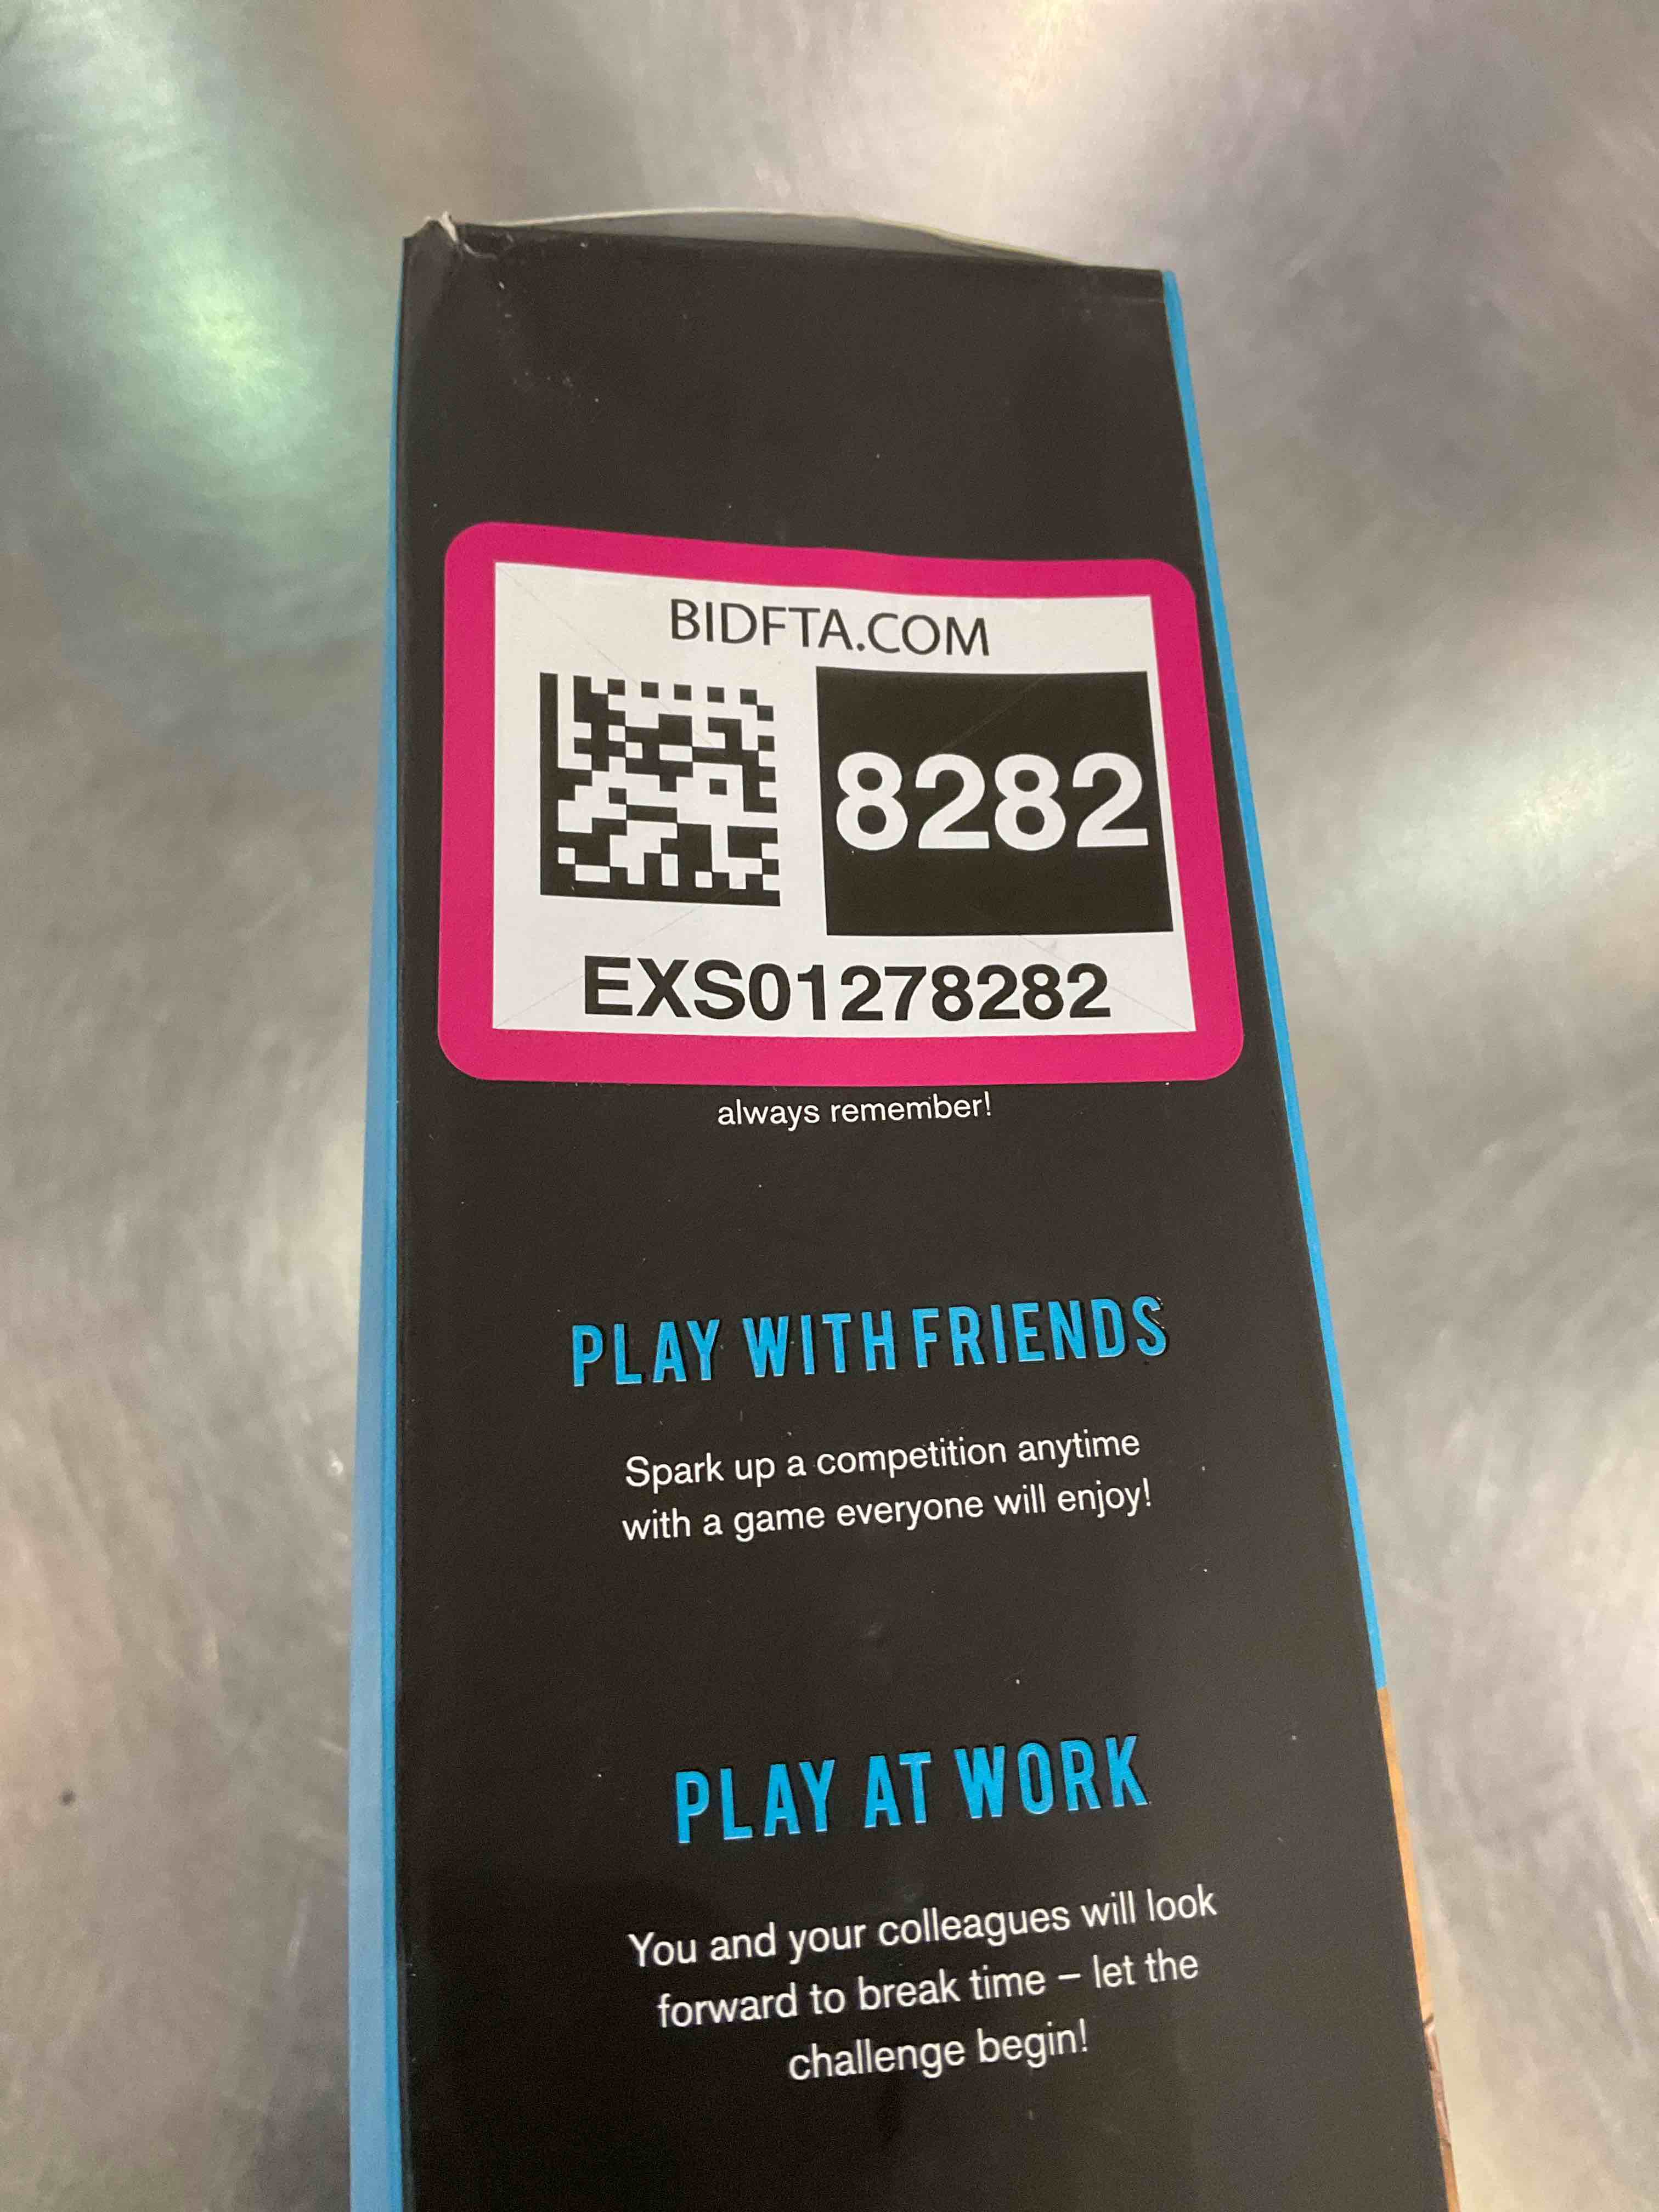 BIDFTA.COM
8282
EXS01278282
always remember!
PLAY WITH FRIENDS
Spark up a competition anytime
with a game everyone will enjoy!
PLAY AT WORK
You and your colleagues will look
forward to break time – let the
challenge begin!